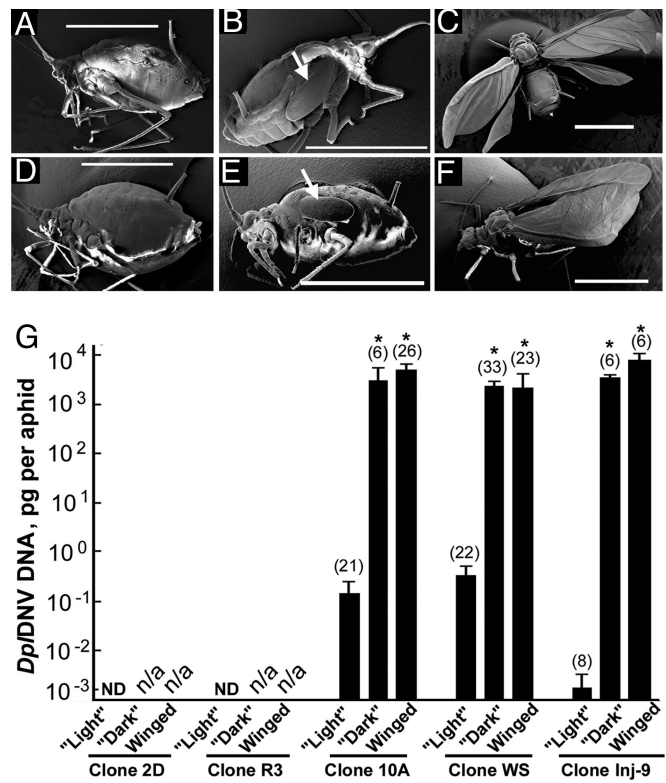 A
B
C
D
E
F
G
DplDNV DNA, pg per aphid
10^4
10^3
10^2
10^1
10^0
10^-1
10^-2
10^-3
ND n/a n/a
ND n/a n/a
(21) * (6) * (26)
(22) * (33) * (23)
(8) * (6) * (6)
"Light" "Dark" Winged
"Light" "Dark" Winged
"Light" "Dark" Winged
"Light" "Dark" Winged
"Light" "Dark" Winged
Clone 2D Clone R3 Clone 10A Clone WS Clone Inj-9